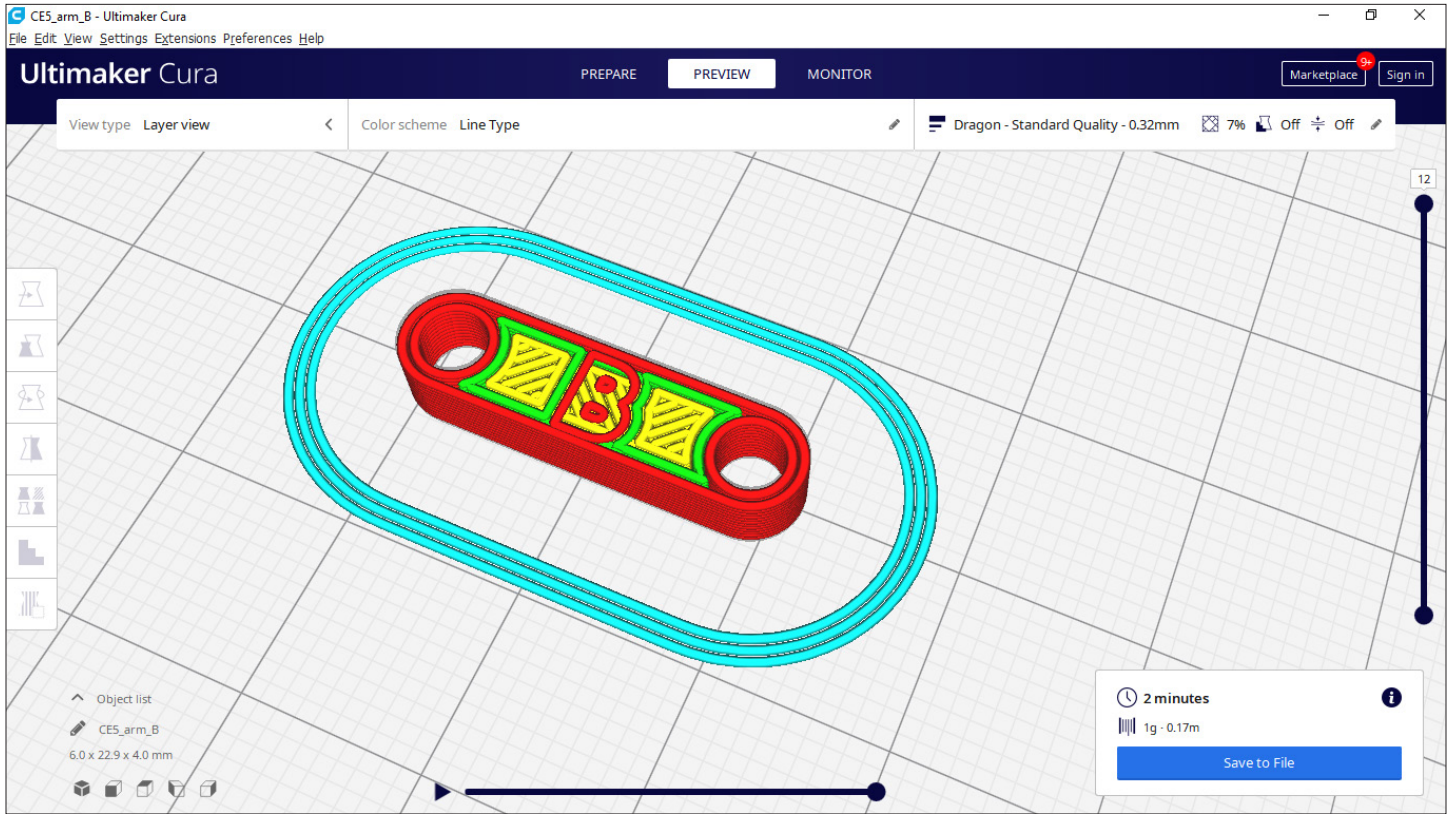 CE5_arm_B - Ultimaker Cura
File Edit View Settings Extensions Preferences Help
Ultimaker Cura
PREPARE PREVIEW MONITOR
Marketplace 9+ Sign in
View type Layer view
Color scheme Line Type
Dragon - Standard Quality - 0.32mm 7% Off Off
12
B
Object list
CE5_arm_B
6.0 x 22.9 x 4.0 mm
2 minutes
1g · 0.17m
Save to File